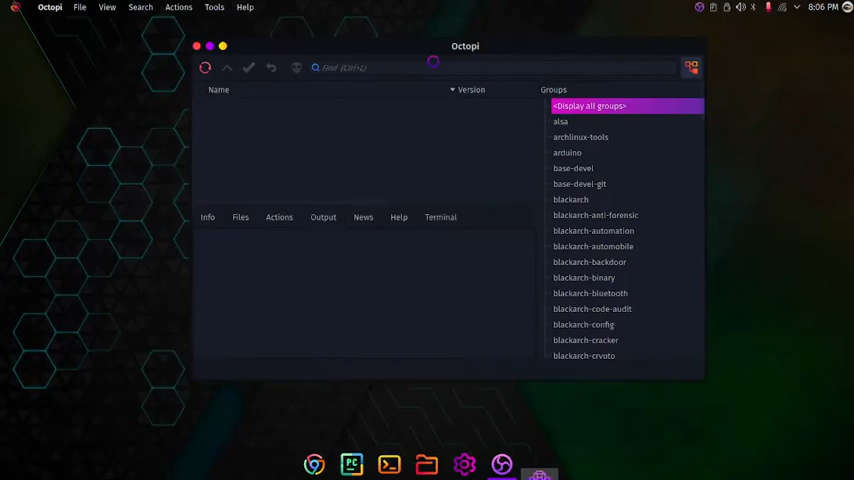 Octopi File View Search Actions Tools Help 8:06 PM
Octopi
Find (Ctrl+L)
Name Version Groups
<Display all groups>
alsa
archlinux-tools
arduino
base-devel
base-devel-git
blackarch
blackarch-anti-forensic
blackarch-automation
blackarch-automobile
blackarch-backdoor
blackarch-binary
blackarch-bluetooth
blackarch-code-audit
blackarch-config
blackarch-cracker
blackarch-crypto
Info Files Actions Output News Help Terminal
PC